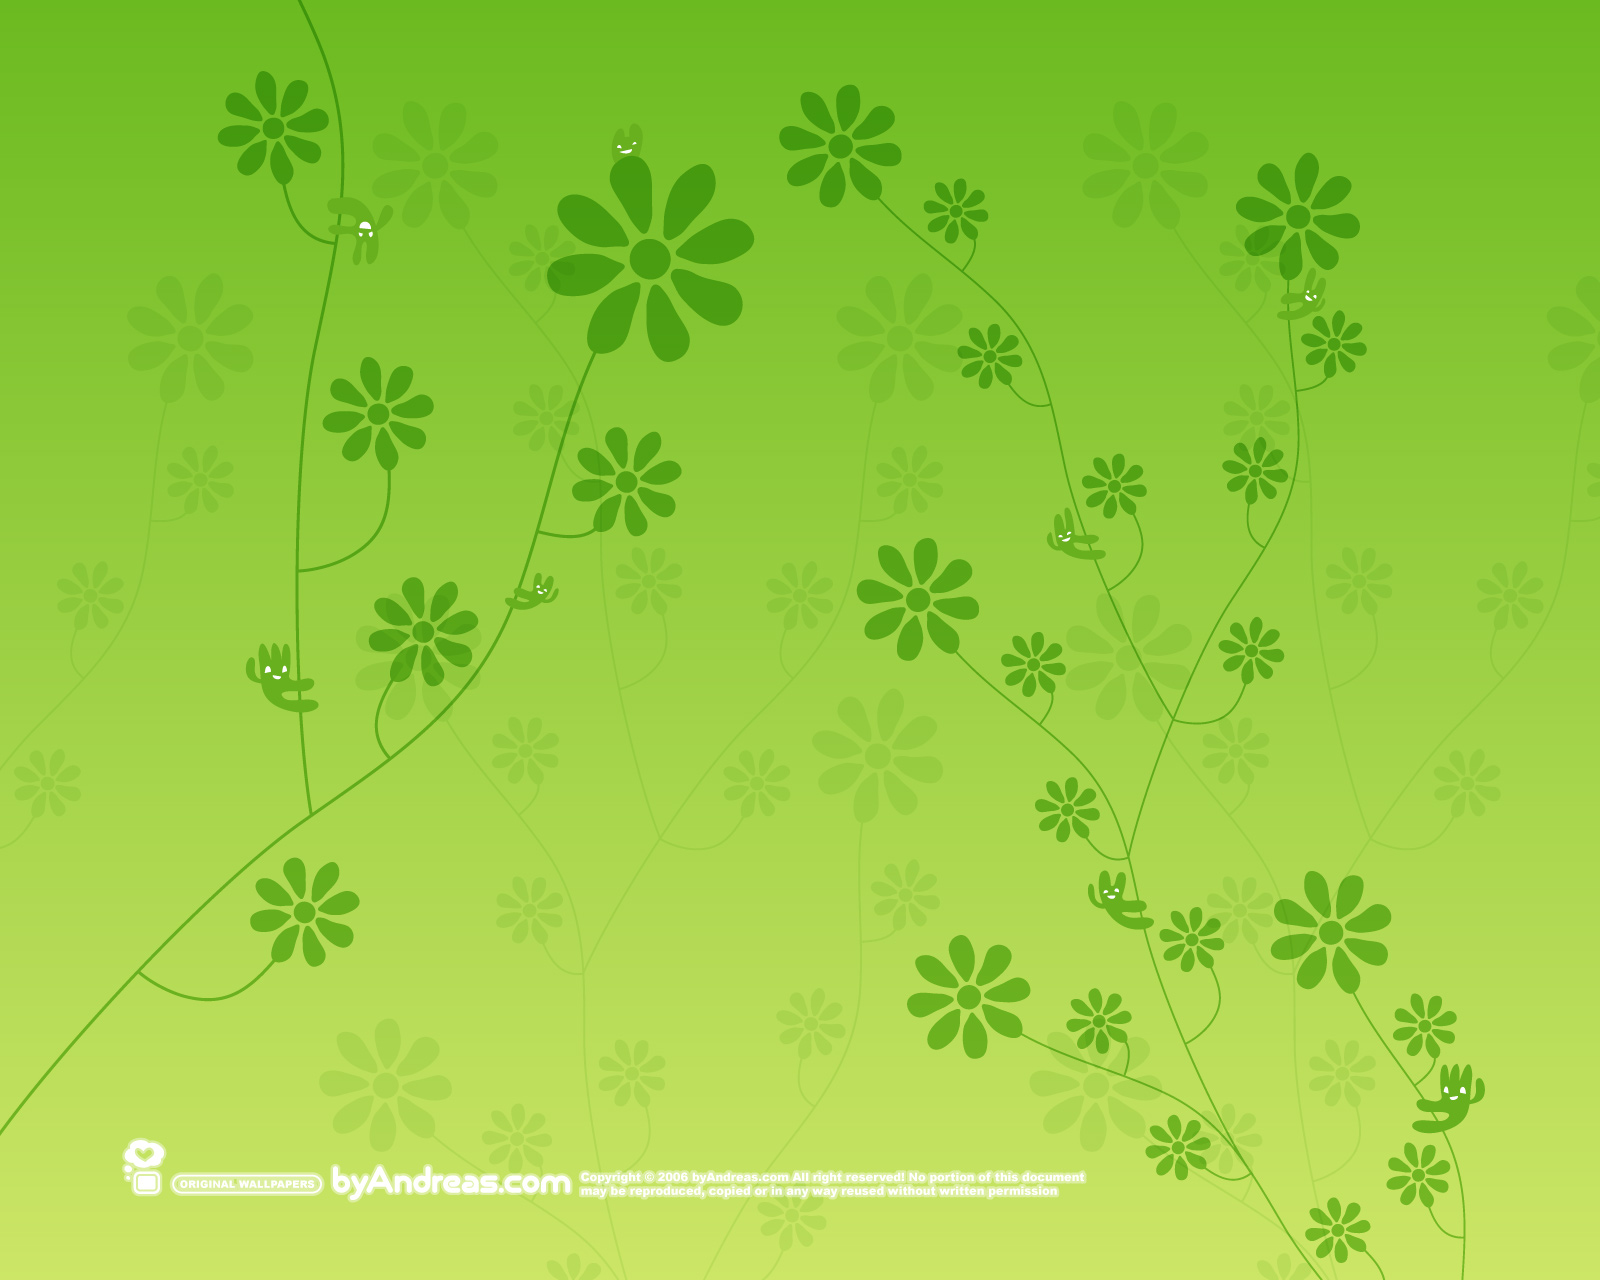 ORIGINAL WALLPAPERS
byAndreas.com
Copyright © 2006 byAndreas.com All right reserved! No portion of this document
may be reproduced, copied or in any way reused without written permission